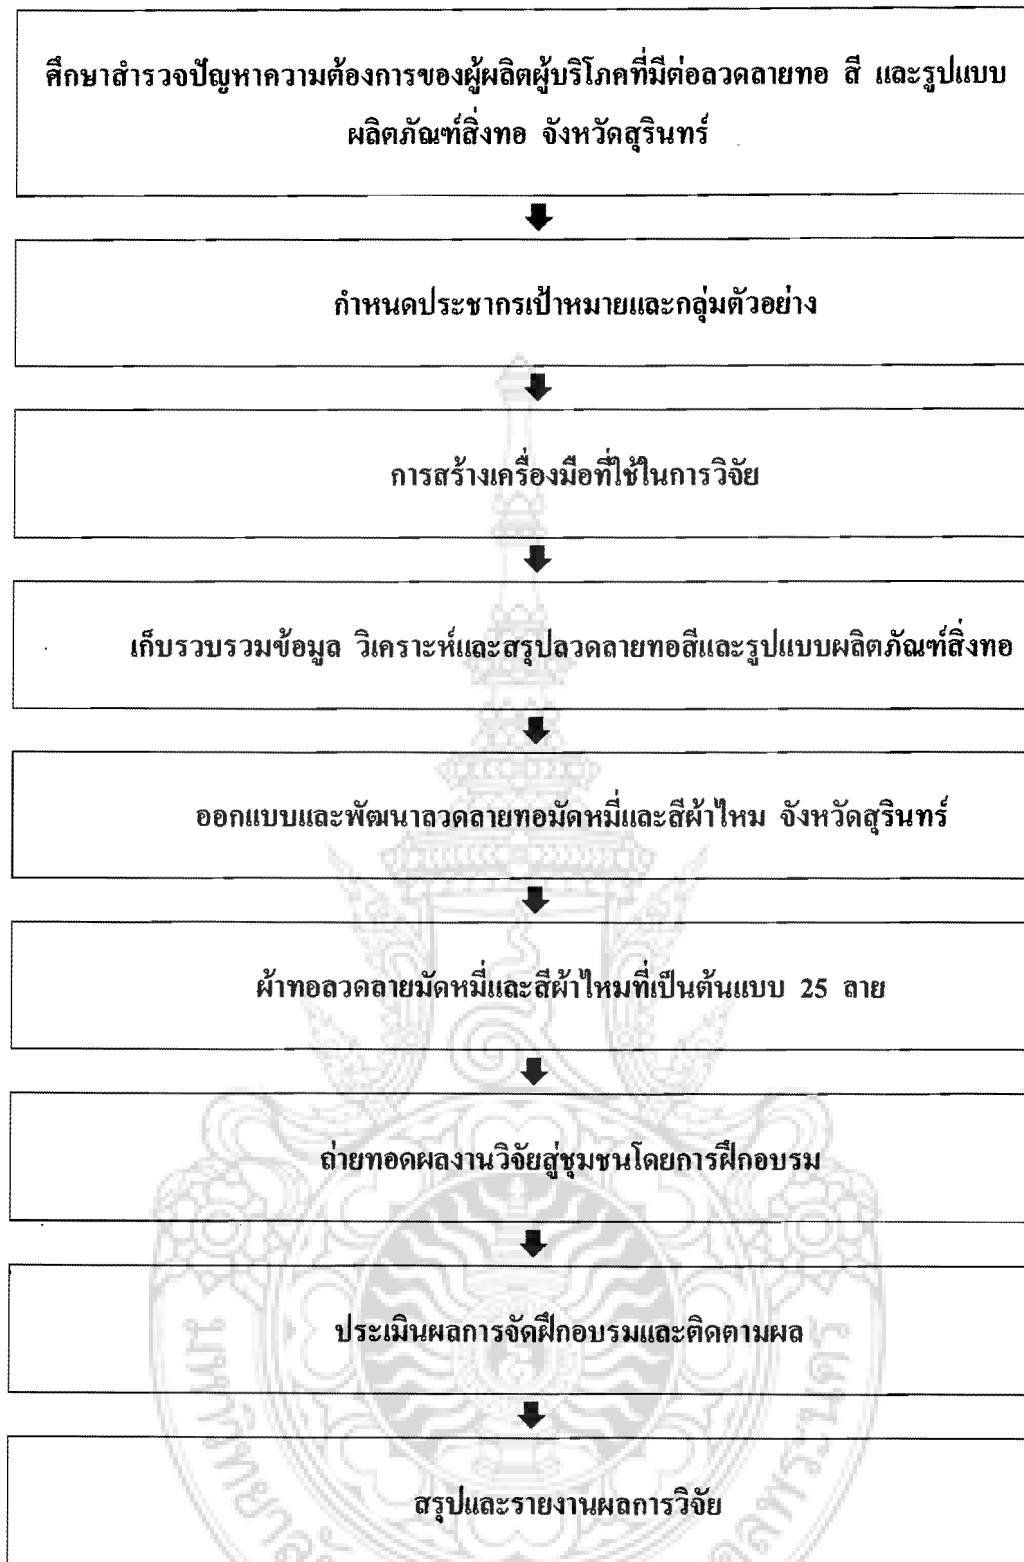 ศึกษาสำรวจปัญหาความต้องการของผู้ผลิตผู้บริโภคที่มีต่อลวดลายทอ สี และรูปแบบ
ผลิตภัณฑ์สิ่งทอ จังหวัดสุรินทร์
กำหนดประชากรเป้าหมายและกลุ่มตัวอย่าง
การสร้างเครื่องมือที่ใช้ในการวิจัย
เก็บรวบรวมข้อมูล วิเคราะห์และสรุปลวดลายทอสีและรูปแบบผลิตภัณฑ์สิ่งทอ
ออกแบบและพัฒนาลวดลายทอมัดหมี่และสีผ้าไหม จังหวัดสุรินทร์
ผ้าทอลวดลายมัดหมี่และสีผ้าไหมที่เป็นต้นแบบ 25 ลาย
ถ่ายทอดผลงานวิจัยสู่ชุมชนโดยการฝึกอบรม
ประเมินผลการจัดฝึกอบรมและติดตามผล
สรุปและรายงานผลการวิจัย